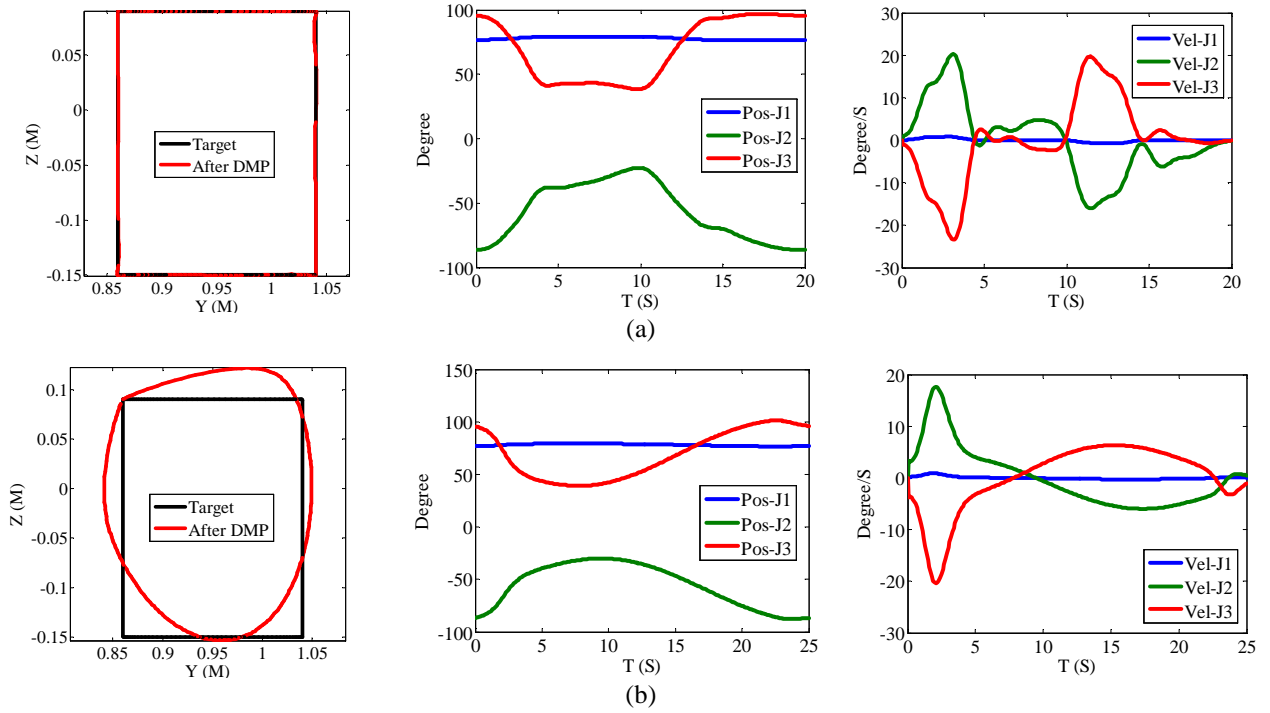 0.05
0
-0.05
-0.1
-0.15
Z (M)
0.85
0.9
0.95
1
1.05
Y (M)
Target
After DMP
100
50
0
-50
-100
Degree
0
5
10
15
20
T (S)
Pos-J1
Pos-J2
Pos-J3
30
20
10
0
-10
-20
-30
Degree/S
0
5
10
15
20
T (S)
Vel-J1
Vel-J2
Vel-J3
(a)
0.1
0.05
0
-0.05
-0.1
-0.15
Z (M)
0.85
0.9
0.95
1
1.05
Y (M)
Target
After DMP
150
100
50
0
-50
-100
Degree
0
5
10
15
20
25
T (S)
Pos-J1
Pos-J2
Pos-J3
20
10
0
-10
-20
-30
Degree/S
0
5
10
15
20
25
T (S)
Vel-J1
Vel-J2
Vel-J3
(b)